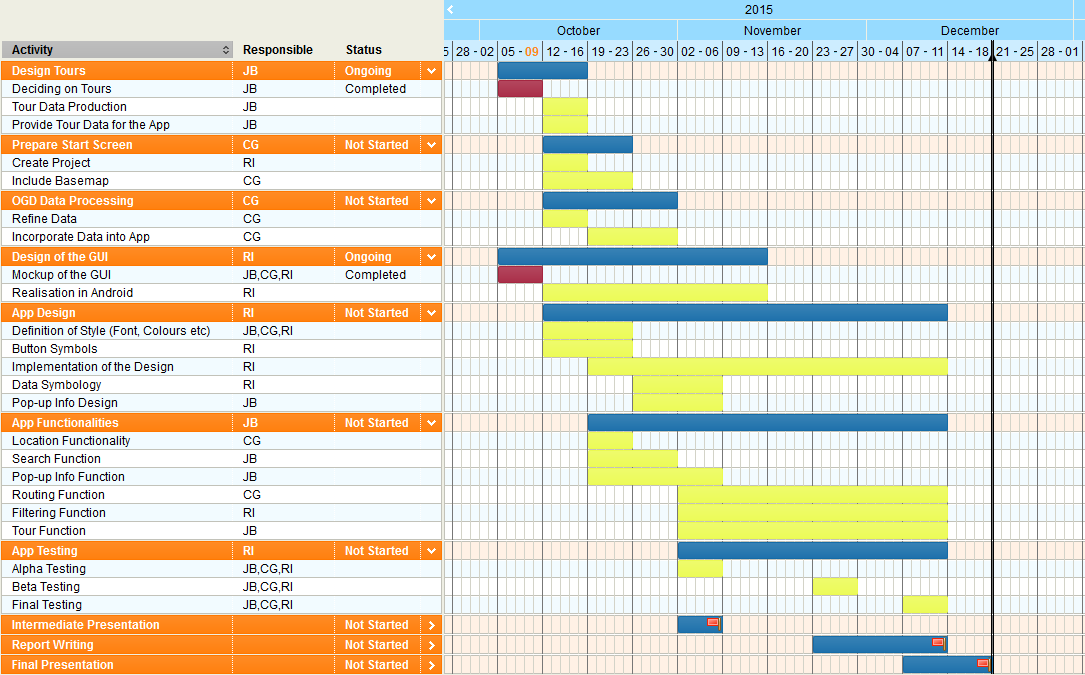 2015
October November December
5 28 - 02 05 - 09 12 - 16 19 - 23 26 - 30 02 - 06 09 - 13 16 - 20 23 - 27 30 - 04 07 - 11 14 - 18 21 - 25 28 - 01
Activity Responsible Status
Design Tours JB Ongoing
Deciding on Tours JB Completed
Tour Data Production JB
Provide Tour Data for the App JB
Prepare Start Screen CG Not Started
Create Project RI
Include Basemap CG
OGD Data Processing CG Not Started
Refine Data CG
Incorporate Data into App CG
Design of the GUI RI Ongoing
Mockup of the GUI JB,CG,RI Completed
Realisation in Android RI
App Design RI Not Started
Definition of Style (Font, Colours etc) JB,CG,RI
Button Symbols RI
Implementation of the Design RI
Data Symbology RI
Pop-up Info Design JB
App Functionalities JB Not Started
Location Functionality CG
Search Function JB
Pop-up Info Function JB
Routing Function CG
Filtering Function RI
Tour Function JB
App Testing RI Not Started
Alpha Testing JB,CG,RI
Beta Testing JB,CG,RI
Final Testing JB,CG,RI
Intermediate Presentation Not Started
Report Writing Not Started
Final Presentation Not Started